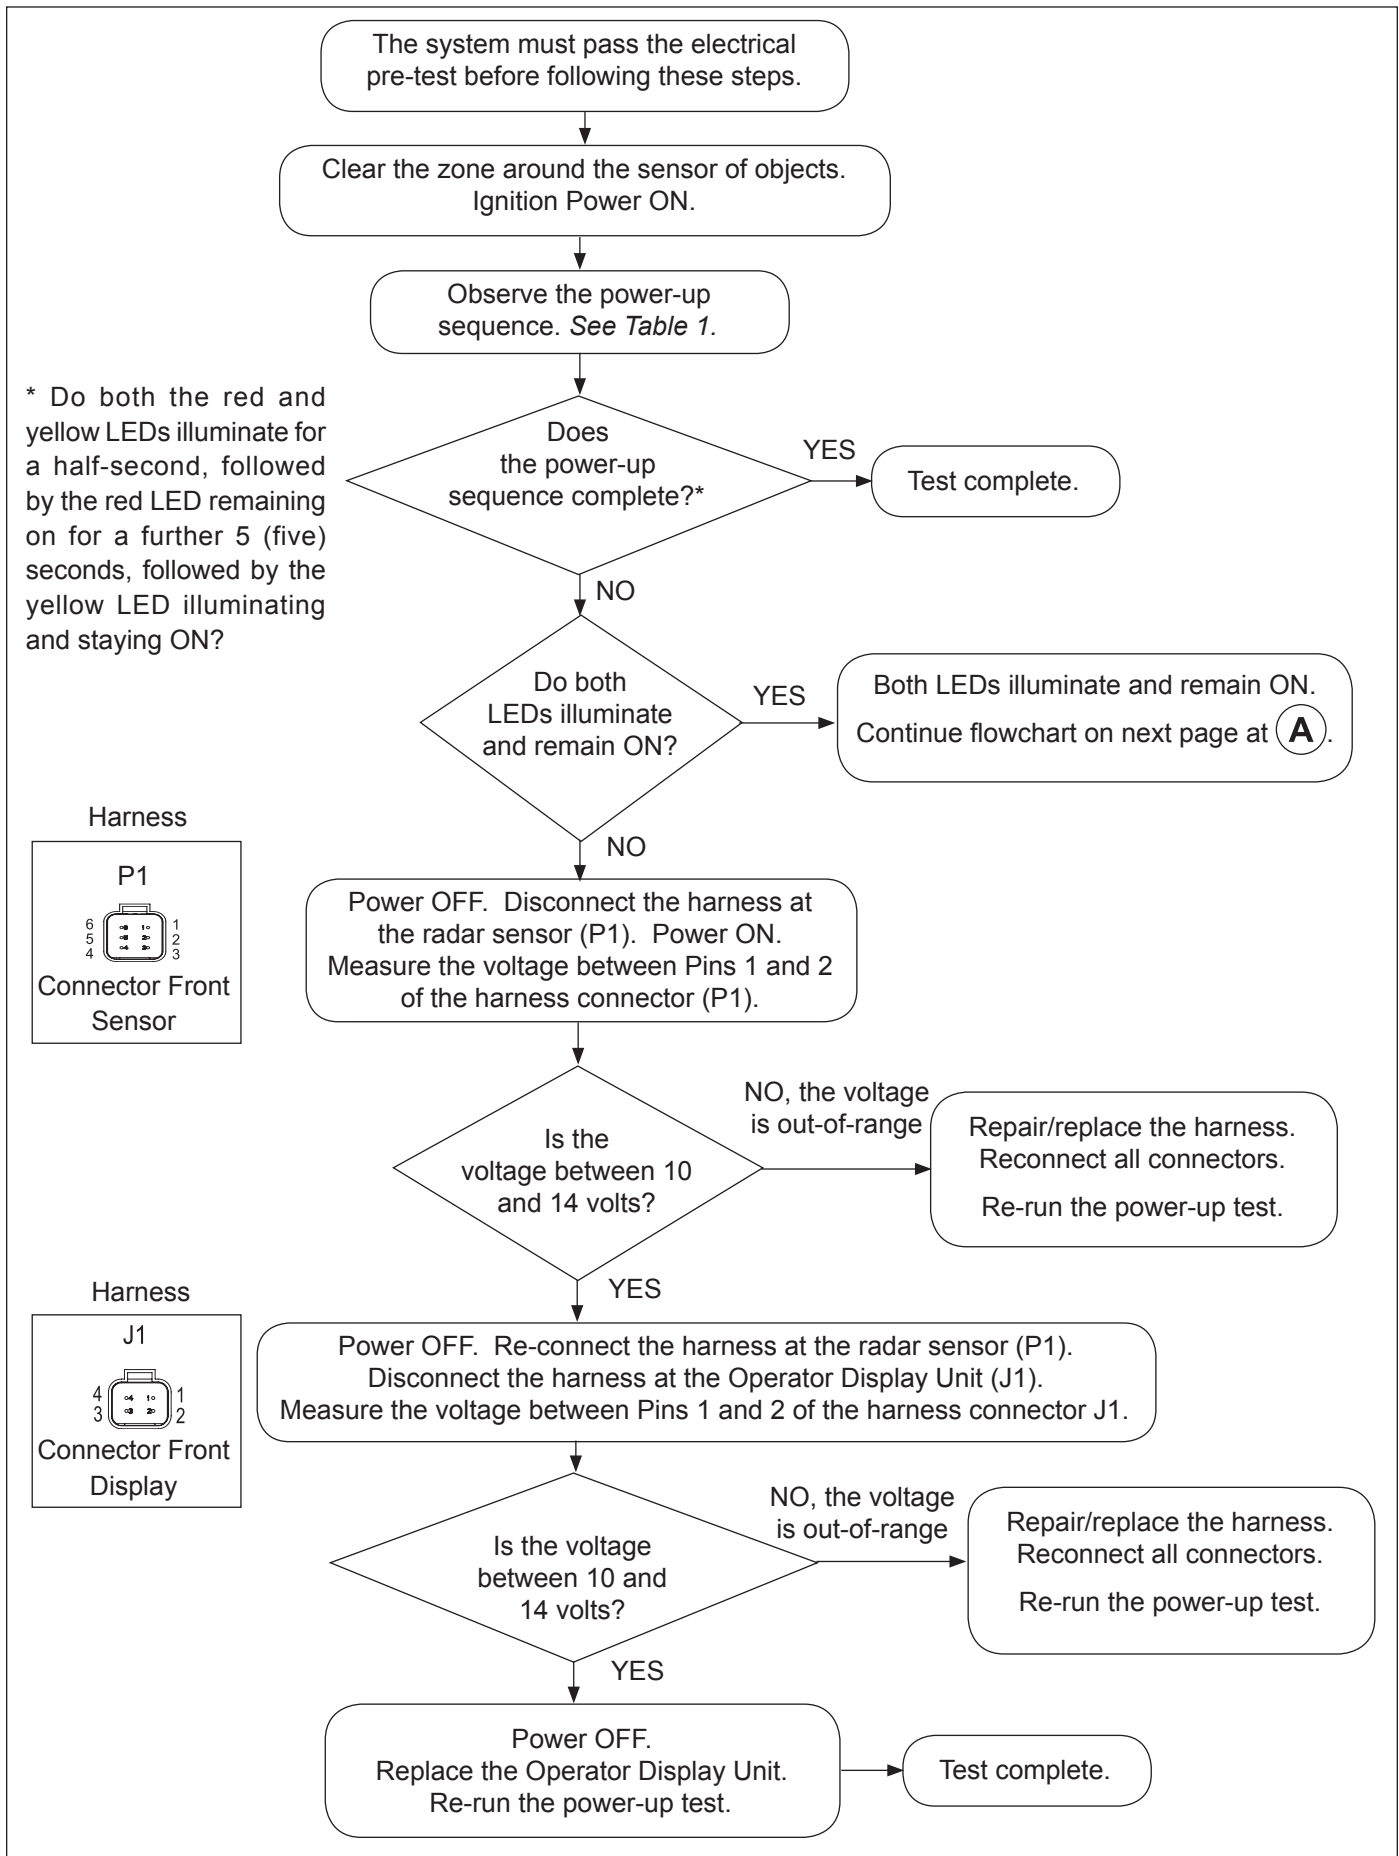 The system must pass the electrical
pre-test before following these steps.
Clear the zone around the sensor of objects.
Ignition Power ON.
Observe the power-up
sequence. See Table 1.
* Do both the red and
yellow LEDs illuminate for
a half-second, followed
by the red LED remaining
on for a further 5 (five)
seconds, followed by the
yellow LED illuminating
and staying ON?
Does
the power-up
sequence complete?*
YES
Test complete.
NO
Do both
LEDs illuminate
and remain ON?
YES
Both LEDs illuminate and remain ON.
Continue flowchart on next page at A.
NO
Harness
P1
6 6 1 1
5 5 2 2
4 4 3 3
Connector Front
Sensor
Power OFF. Disconnect the harness at
the radar sensor (P1). Power ON.
Measure the voltage between Pins 1 and 2
of the harness connector (P1).
Is the
voltage between 10
and 14 volts?
NO, the voltage
is out-of-range
Repair/replace the harness.
Reconnect all connectors.
Re-run the power-up test.
YES
Harness
J1
4 4 1 1
3 3 2 2
Connector Front
Display
Power OFF. Re-connect the harness at the radar sensor (P1).
Disconnect the harness at the Operator Display Unit (J1).
Measure the voltage between Pins 1 and 2 of the harness connector J1.
Is the voltage
between 10 and
14 volts?
NO, the voltage
is out-of-range
Repair/replace the harness.
Reconnect all connectors.
Re-run the power-up test.
YES
Power OFF.
Replace the Operator Display Unit.
Re-run the power-up test.
Test complete.